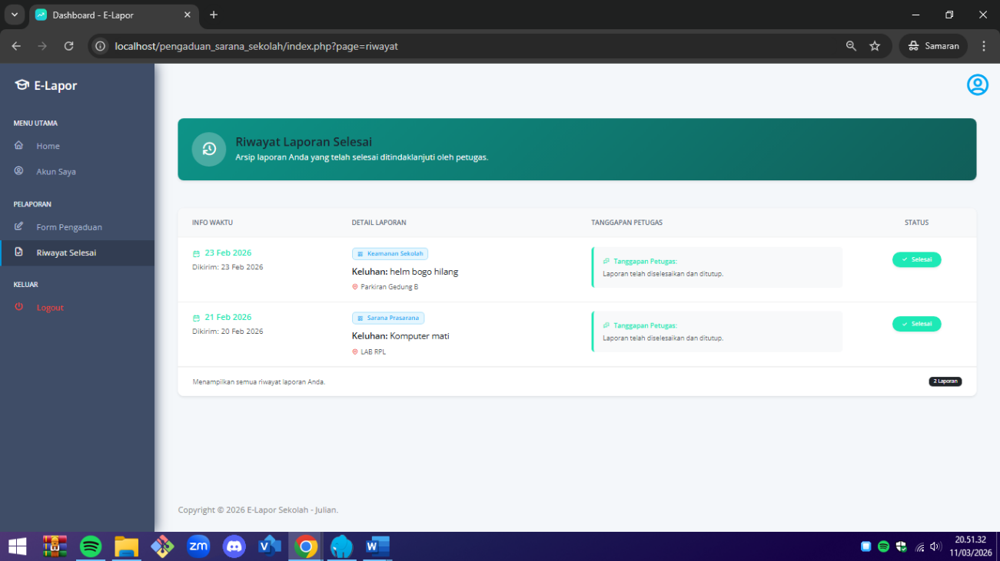 Dashboard - E-Lapor
localhost/pengaduan_sarana_sekolah/index.php?page=riwayat
Samaran
E-Lapor
MENU UTAMA
Home
Akun Saya
PELAPORAN
Form Pengaduan
Riwayat Selesai
KELUAR
Logout
Riwayat Laporan Selesai
Arsip laporan Anda yang telah selesai ditindaklanjuti oleh petugas.
INFO WAKTU DETAIL LAPORAN TANGGAPAN PETUGAS STATUS
23 Feb 2026
Dikirim: 23 Feb 2026
Keamanan Sekolah
Keluhan: helm bogo hilang
Parkiran Gedung B
Tanggapan Petugas:
Laporan telah diselesaikan dan ditutup.
Selesai
21 Feb 2026
Dikirim: 20 Feb 2026
Sarana Prasarana
Keluhan: Komputer mati
LAB RPL
Tanggapan Petugas:
Laporan telah diselesaikan dan ditutup.
Selesai
Menampilkan semua riwayat laporan Anda.
2 Laporan
Copyright © 2026 E-Lapor Sekolah - Julian.
zm
W
20.51.32
11/03/2026